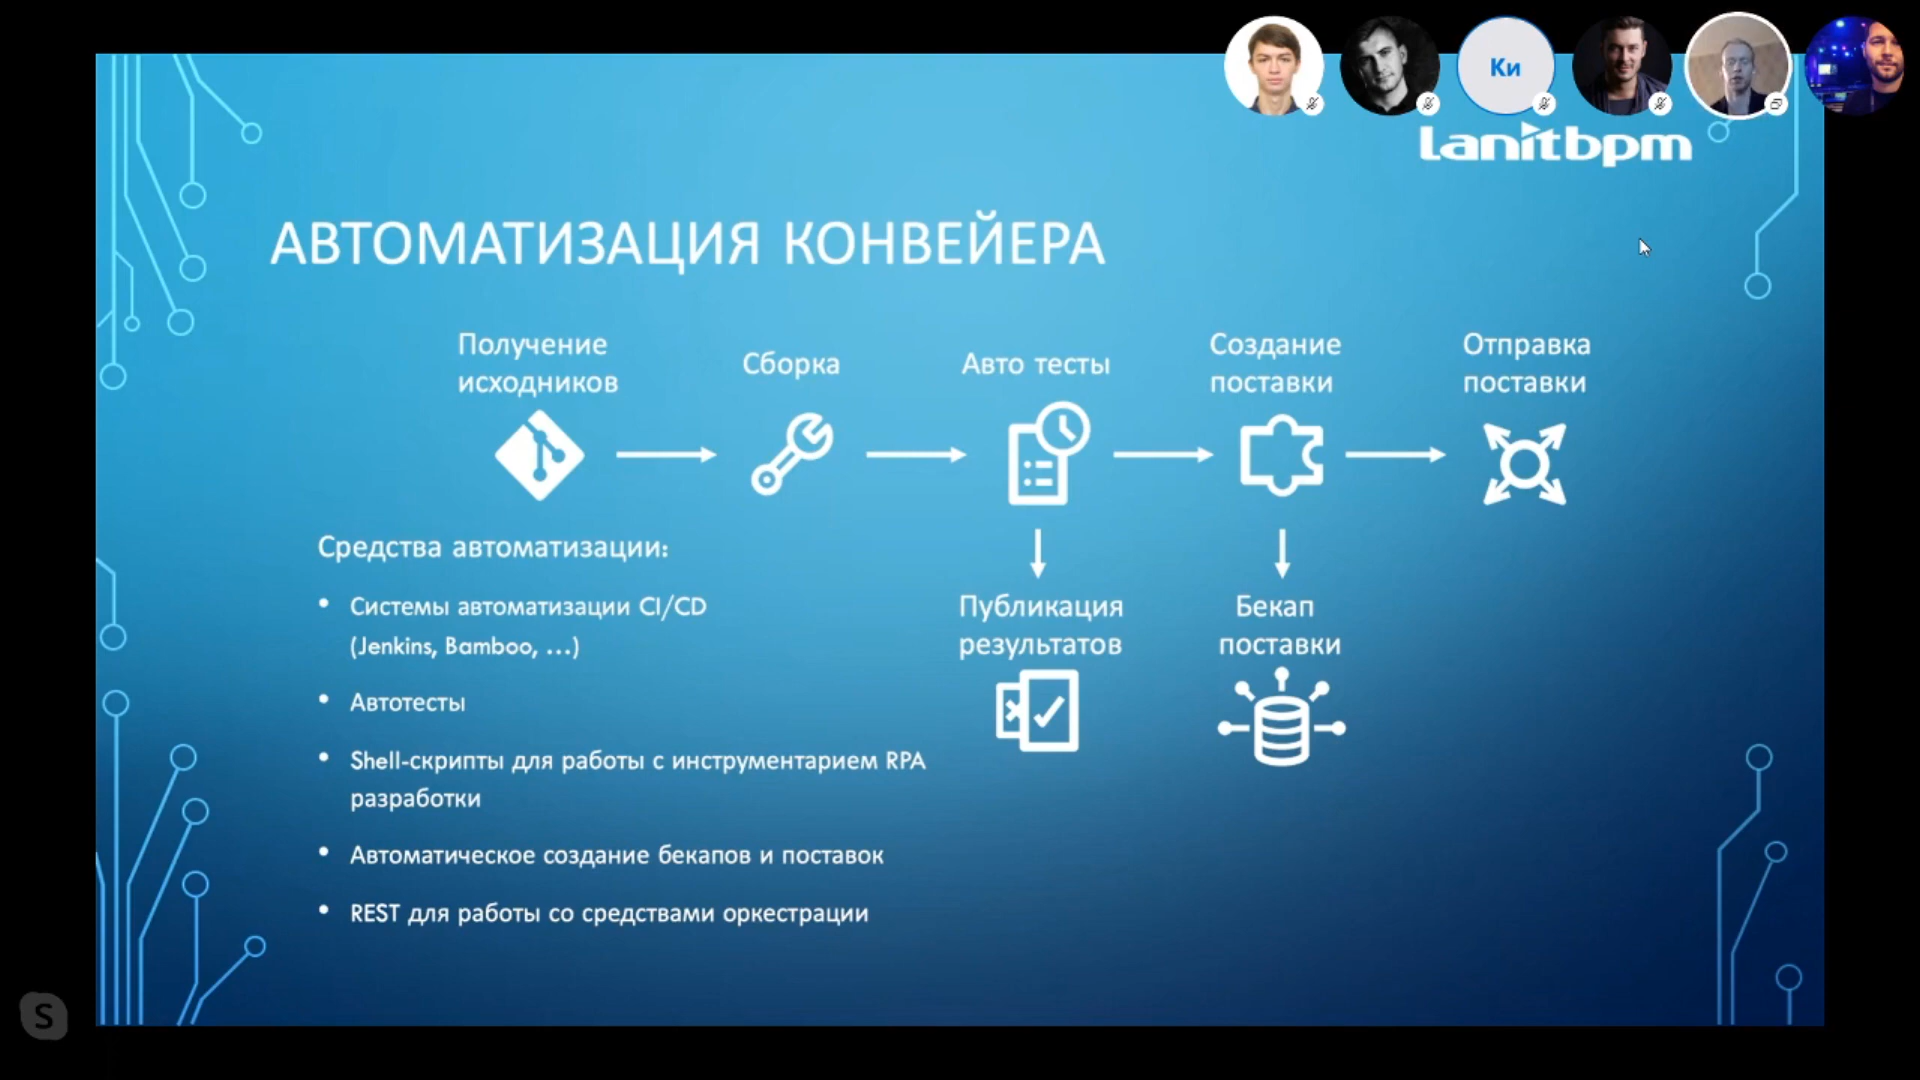 Ки
Lanitbpm
АВТОМАТИЗАЦИЯ КОНВЕЙЕРА
Получение
исходников
Сборка
Авто тесты
Создание
поставки
Отправка
поставки
Средства автоматизации:
• Системы автоматизации CI/CD
(Jenkins, Bamboo, ...)
• Автотесты
• Shell-скрипты для работы с инструментарием RPA
разработки
• Автоматическое создание бекапов и поставок
• REST для работы со средствами оркестрации
Публикация
результатов
Бекап
поставки
S